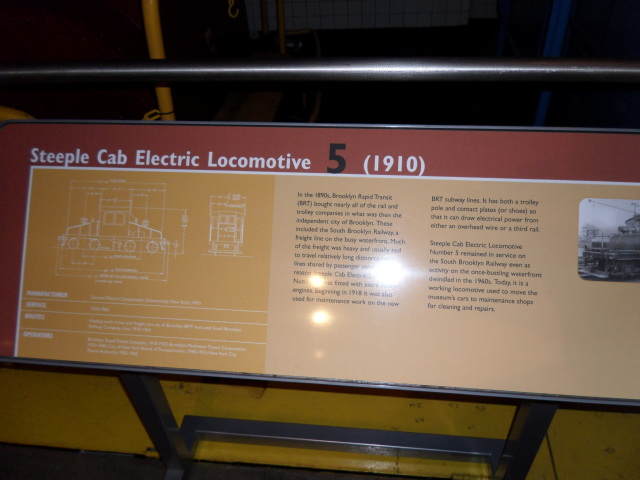 Steeple Cab Electric Locomotive 5 (1910)
MANUFACTURER
SERVICE
ROUTES
OPERATORS
In the 1890s, Brooklyn Rapid Transit
(BRT) bought nearly all of the rail and
trolley companies in what was then the
independent city of Brooklyn. These
included the South Brooklyn Railway, a
freight line on the busy waterfront. Much
of the freight was heavy and usually had
to travel relatively long
lines shared by passenger
reason, Steeple Cab
fitted with
engines. Beginning in 1918 it was also
used for maintenance work on the new
BRT subway lines. It has both a trolley
pole and contact plates (or shoes) so
that it can draw electrical power from
either an overhead wire or a third rail.
Steeple Cab Electric Locomotive
Number 5 remained in service on
the South Brooklyn Railway even as
activity on the once-bustling waterfront
dwindled in the 1960s. Today, it is a
working locomotive used to move the
museum's cars to maintenance shops
for cleaning and repairs.